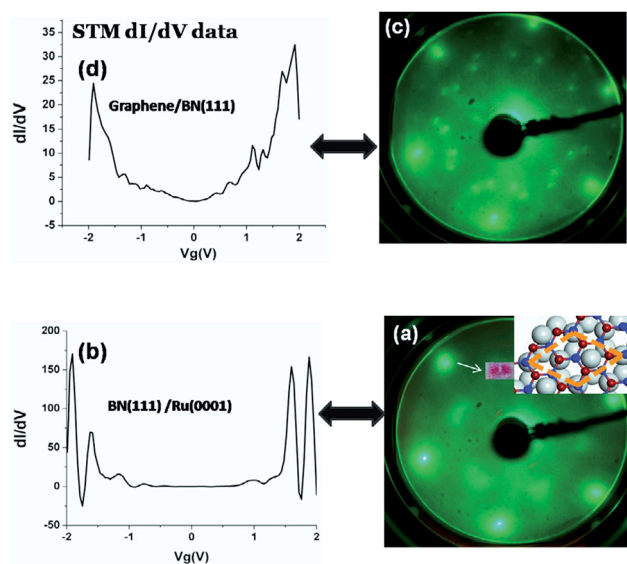 STM dI/dV data
(d)
Graphene/BN(111)
dI/dV
35
30
25
20
15
10
5
0
-5
-2
-1
0
1
2
Vg(V)
(c)
(b)
BN(111) /Ru(0001)
dI/dV
200
150
100
50
0
-50
-2
-1
0
1
2
Vg(V)
(a)